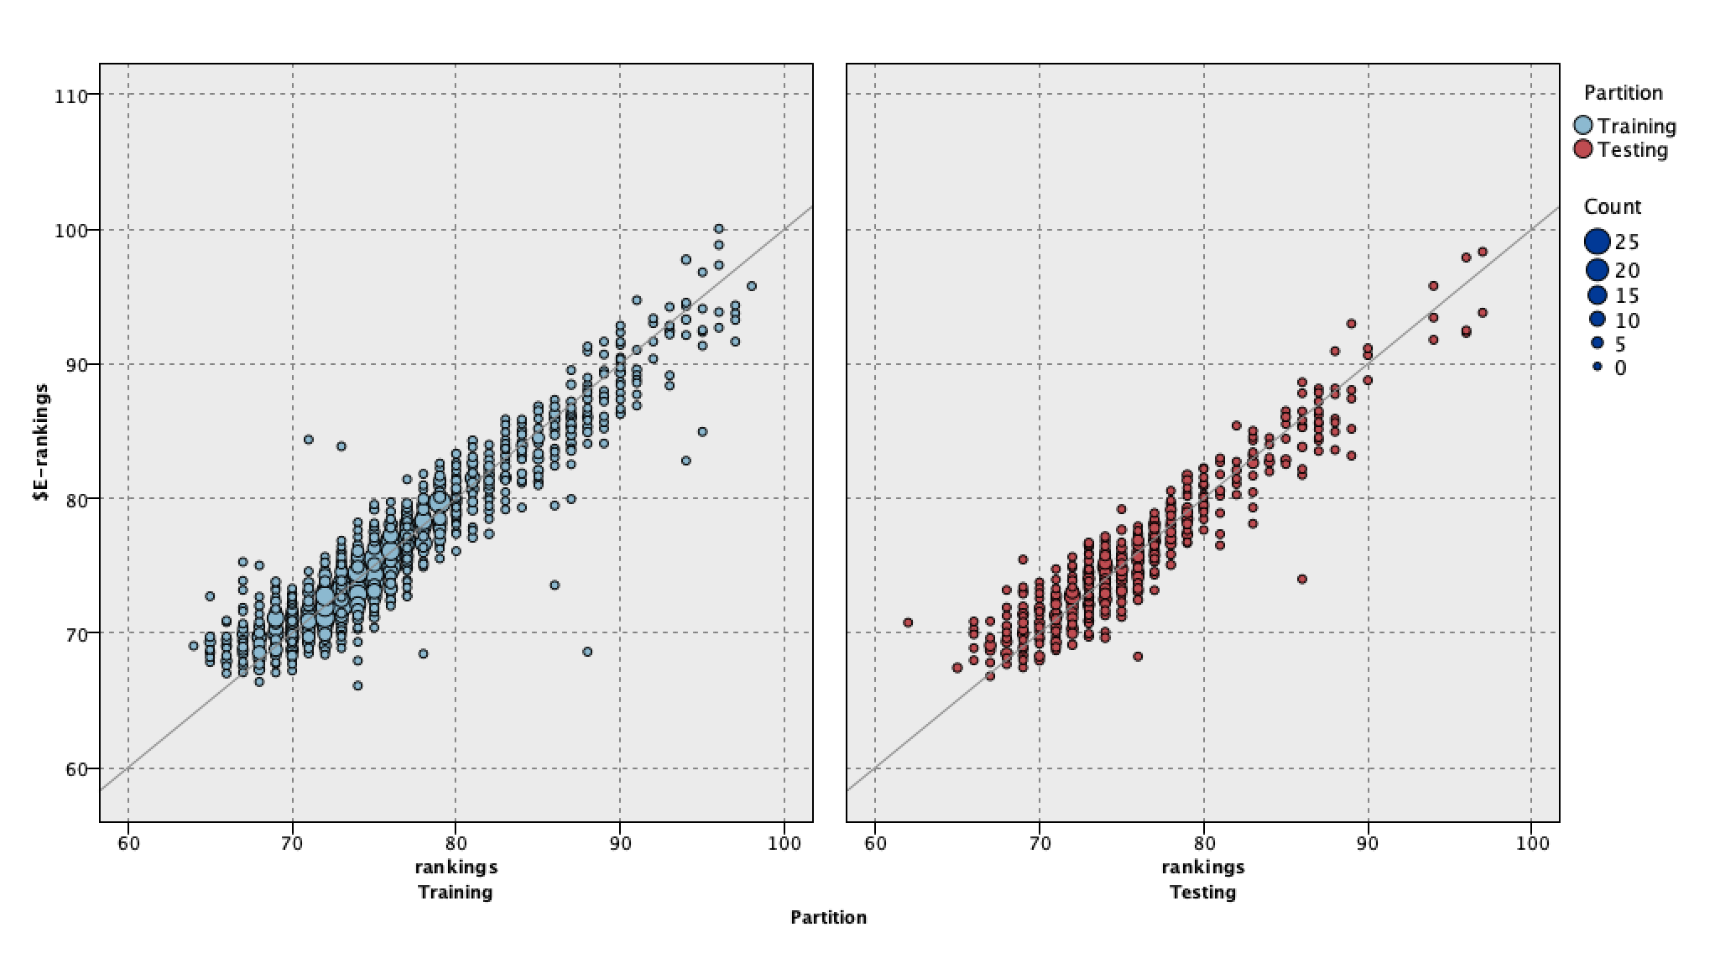 110
100
90
80
70
60
$E-rankings
60 70 80 90 100
rankings
Training
60 70 80 90 100
rankings
Testing
Partition
Partition
Training
Testing
Count
25
20
15
10
5
0